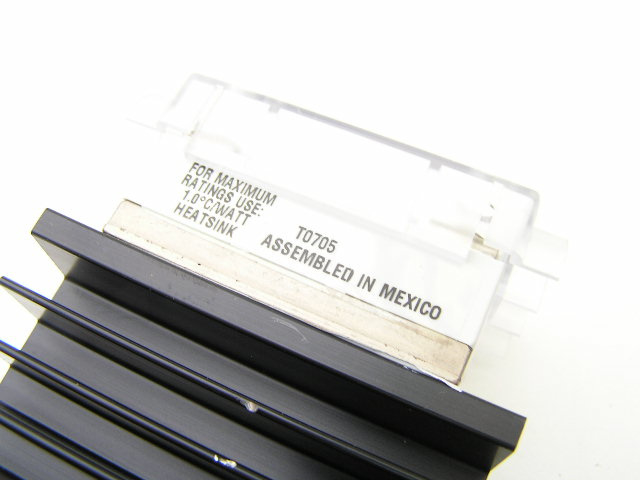 FOR MAXIMUM
RATINGS USE:
1.0°C/WATT
HEATSINK
T0705
ASSEMBLED IN MEXICO